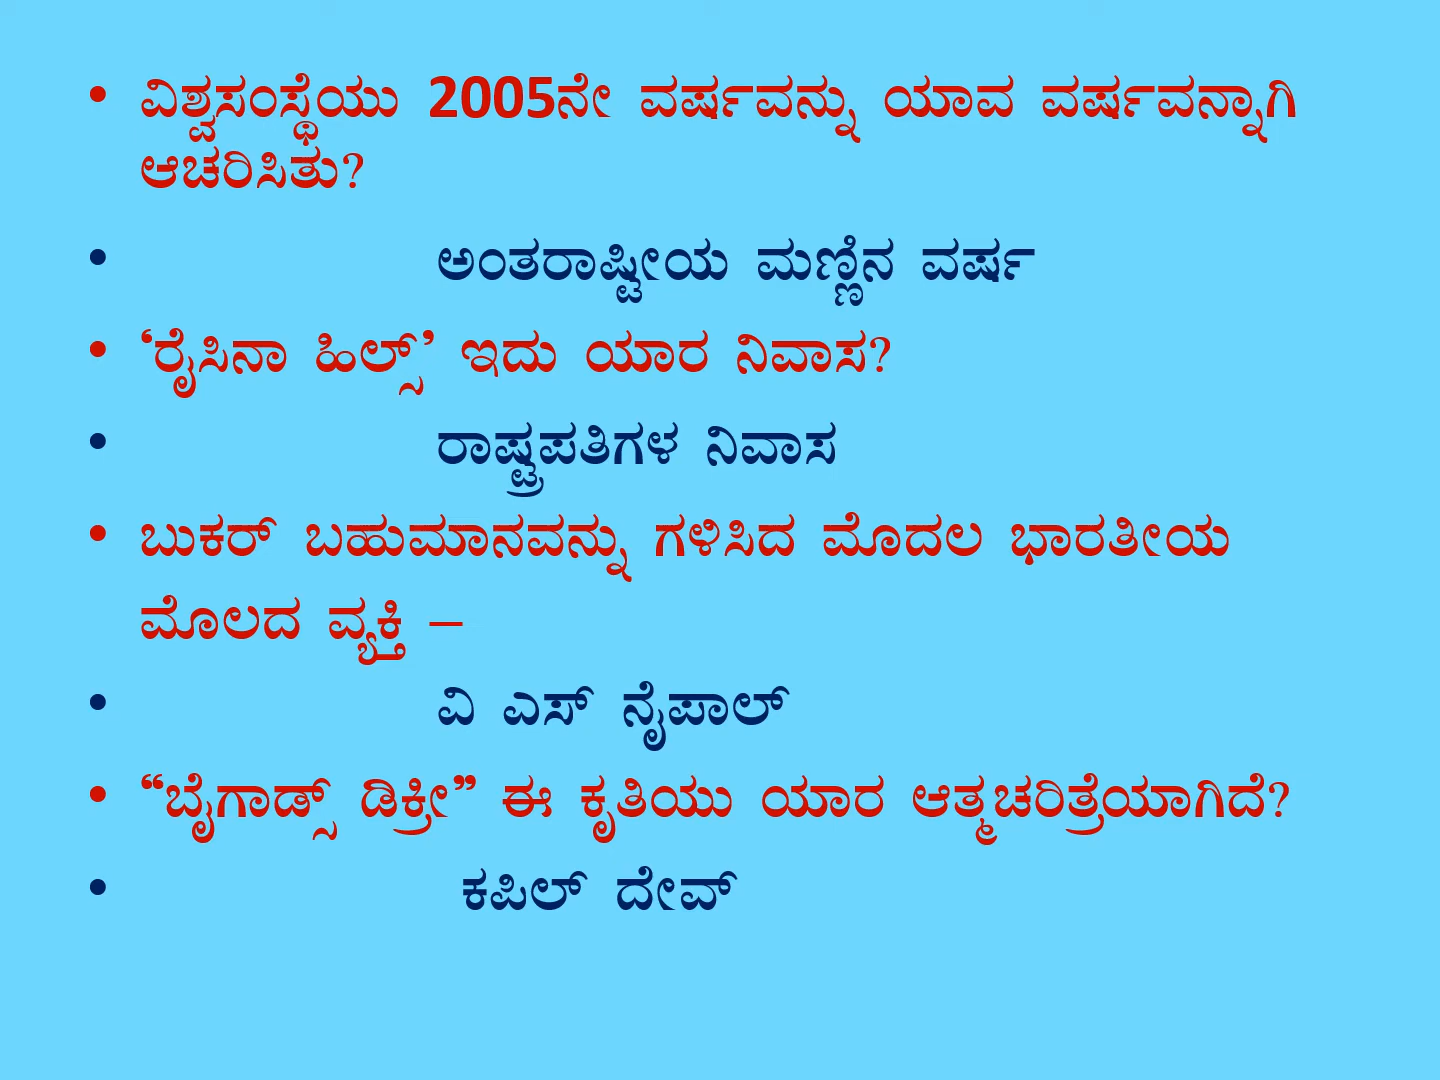 • ವಿಶ್ವಸಂಸ್ಥೆಯು 2005ನೇ ವರ್ಷವನ್ನು ಯಾವ ವರ್ಷವನ್ನಾಗಿ
ಆಚರಿಸಿತು?
• ಅಂತರಾಷ್ಟೀಯ ಮಣ್ಣಿನ ವರ್ಷ
• ‘ರೈಸಿನಾ ಹಿಲ್ಸ್’ ಇದು ಯಾರ ನಿವಾಸ?
• ರಾಷ್ಟ್ರಪತಿಗಳ ನಿವಾಸ
• ಬುಕರ್ ಬಹುಮಾನವನ್ನು ಗಳಿಸಿದ ಮೊದಲ ಭಾರತೀಯ
ಮೊಲದ ವ್ಯಕ್ತಿ –
• ವಿ ಎಸ್ ನೈಪಾಲ್
• “ಬೈಗಾಡ್ಸ್ ಡಿಕ್ರೀ” ಈ ಕೃತಿಯು ಯಾರ ಆತ್ಮಚರಿತ್ರೆಯಾಗಿದೆ?
• ಕಪಿಲ್ ದೇವ್